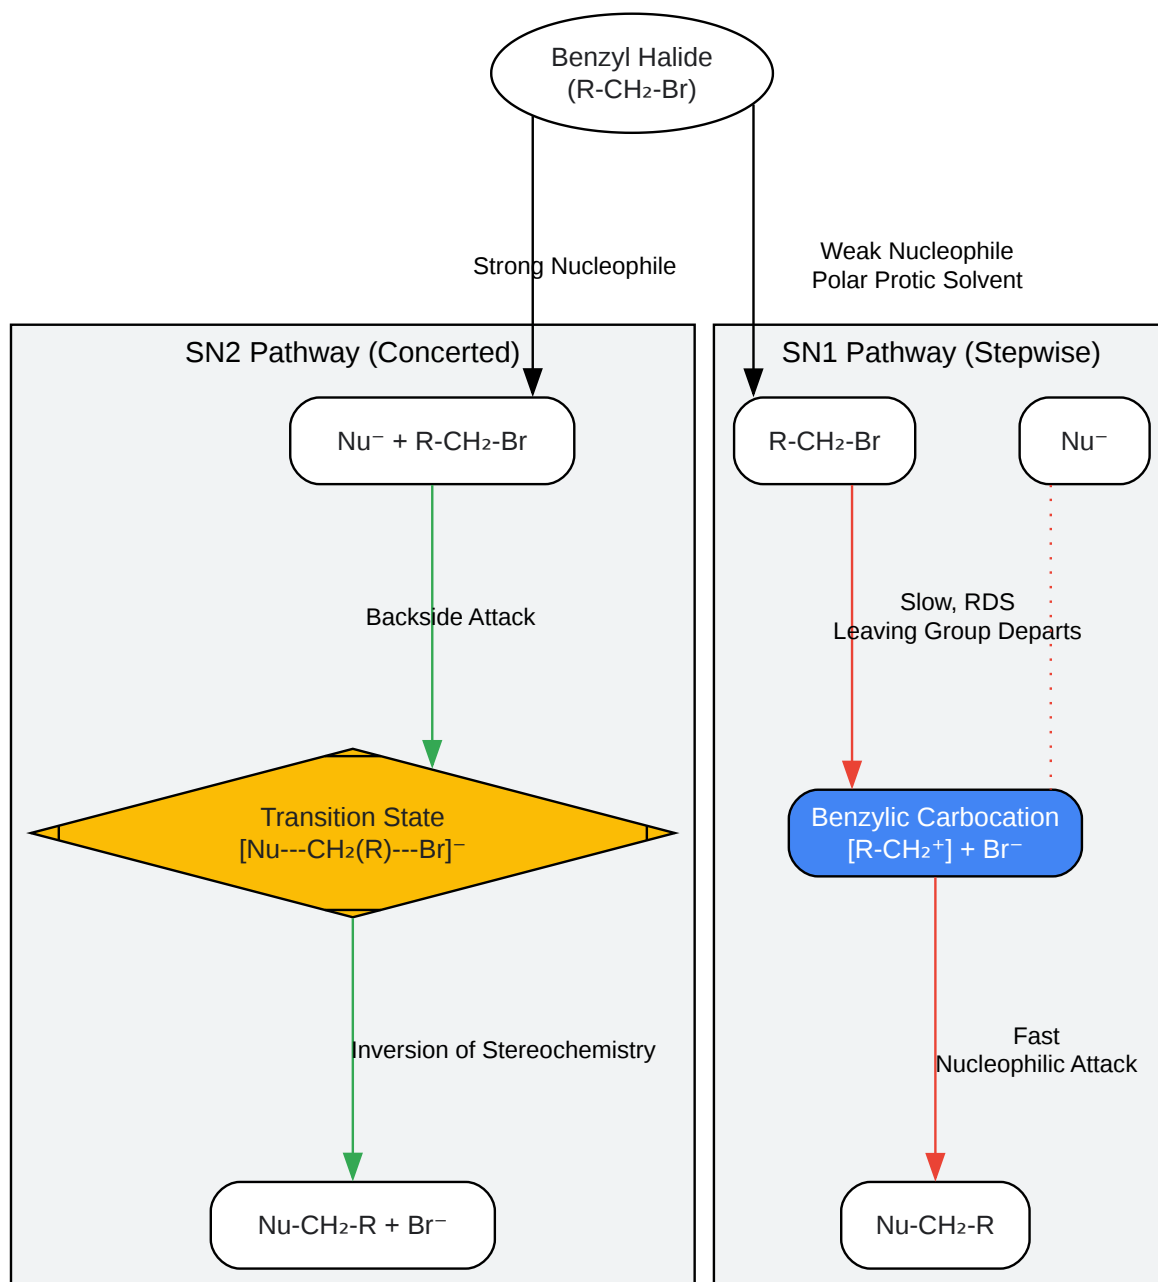 Benzyl Halide
(R-CH₂-Br)
Strong Nucleophile
Weak Nucleophile
Polar Protic Solvent
SN2 Pathway (Concerted)
Nu⁻ + R-CH₂-Br
Backside Attack
Transition State
[Nu---CH₂(R)---Br]⁻
Inversion of Stereochemistry
Nu-CH₂-R + Br⁻
SN1 Pathway (Stepwise)
R-CH₂-Br
Nu⁻
Slow, RDS
Leaving Group Departs
Benzylic Carbocation
[R-CH₂⁺] + Br⁻
Fast
Nucleophilic Attack
Nu-CH₂-R